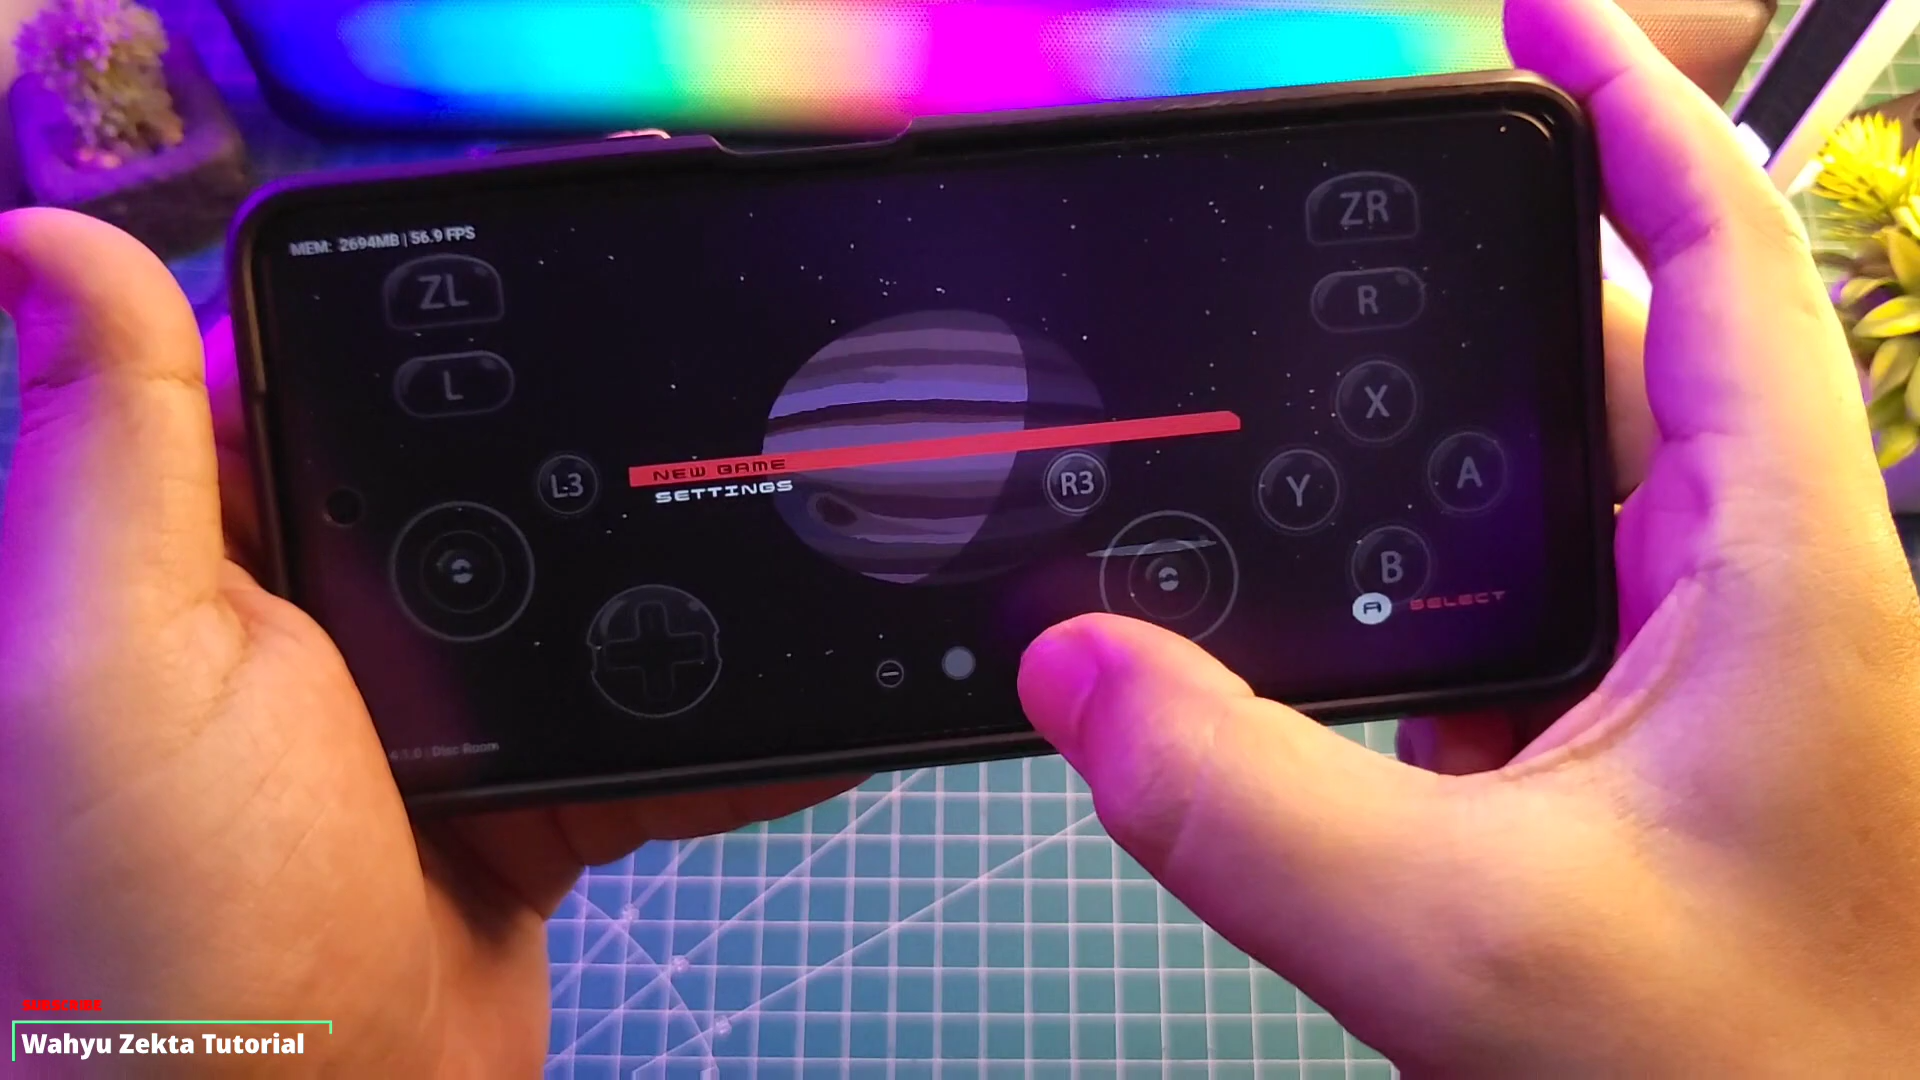 MEM: 2694MB | 56.9 FPS
ZL
ZR
L
R
X
L3
NEW GAME
SETTINGS
R3
Y
A
B
A SELECT
Disc Room
SUBSCRIBE
Wahyu Zekta Tutorial